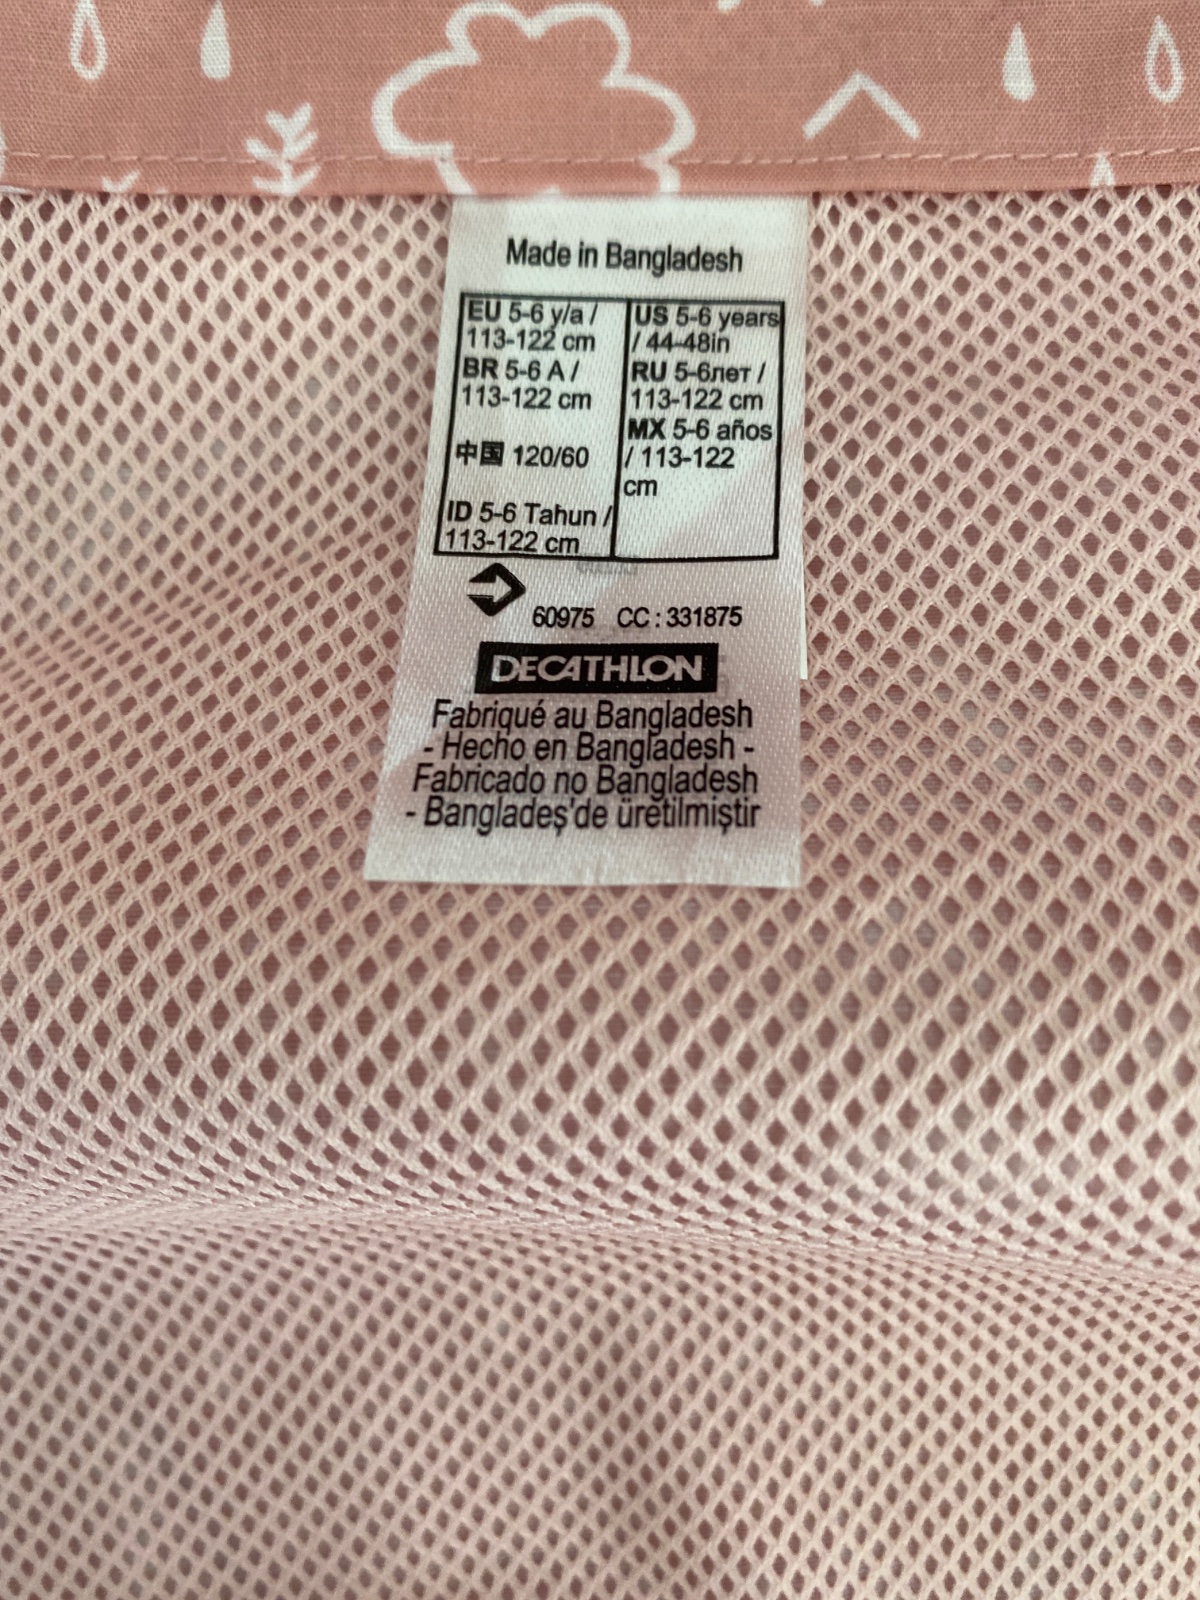 Made in Bangladesh
EU 5-6 y/a /
113-122 cm
BR 5-6 A /
113-122 cm
中国 120/60
ID 5-6 Tahun /
113-122 cm
US 5-6 years
/ 44-48in
RU 5-6лет /
113-122 cm
MX 5-6 años
/ 113-122
cm
60975 CC : 331875
DECATHLON
Fabriqué au Bangladesh
- Hecho en Bangladesh -
Fabricado no Bangladesh
- Bangladeş'de üretilmiştir